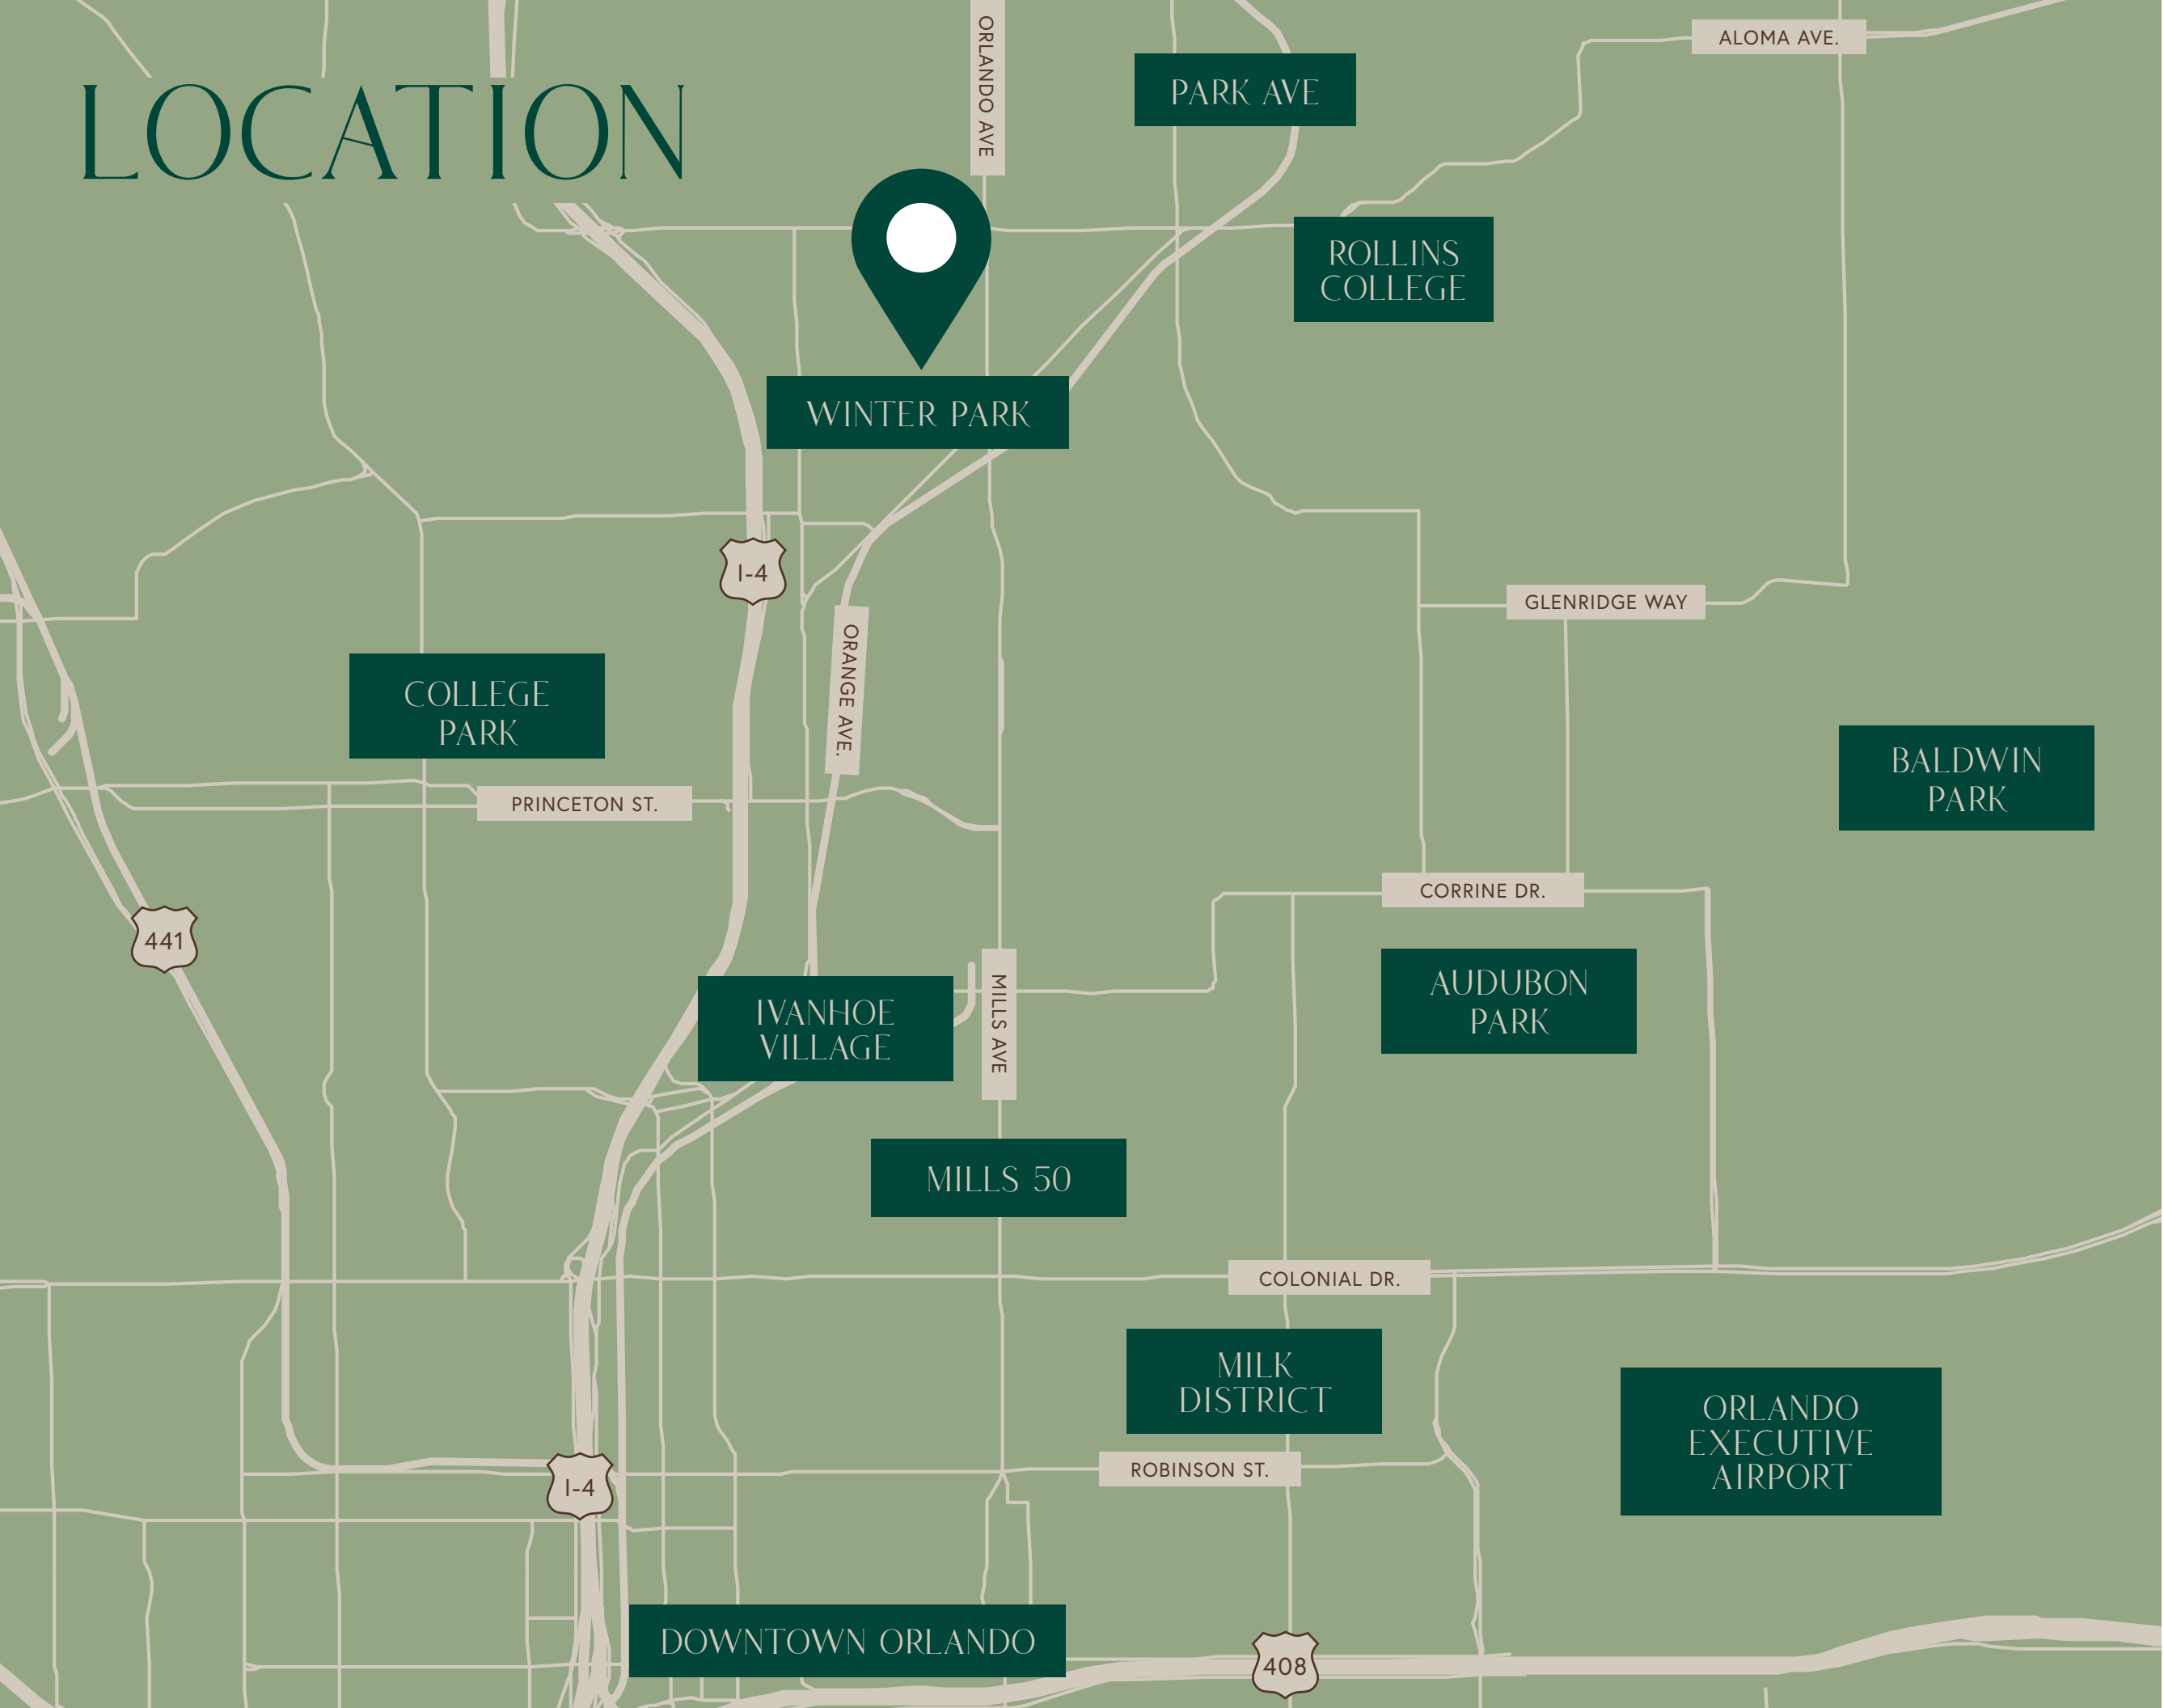 LOCATION
ORLANDO AVE
ALOMA AVE.
PARK AVE
ROLLINS
COLLEGE
WINTER PARK
I-4
GLENRIDGE WAY
ORANGE AVE.
COLLEGE
PARK
BALDWIN
PARK
PRINCETON ST.
CORRINE DR.
441
AUDUBON
PARK
IVANHOE
VILLAGE
MILLS AVE
MILLS 50
COLONIAL DR.
MILK
DISTRICT
ORLANDO
EXECUTIVE
AIRPORT
ROBINSON ST.
I-4
DOWNTOWN ORLANDO
408